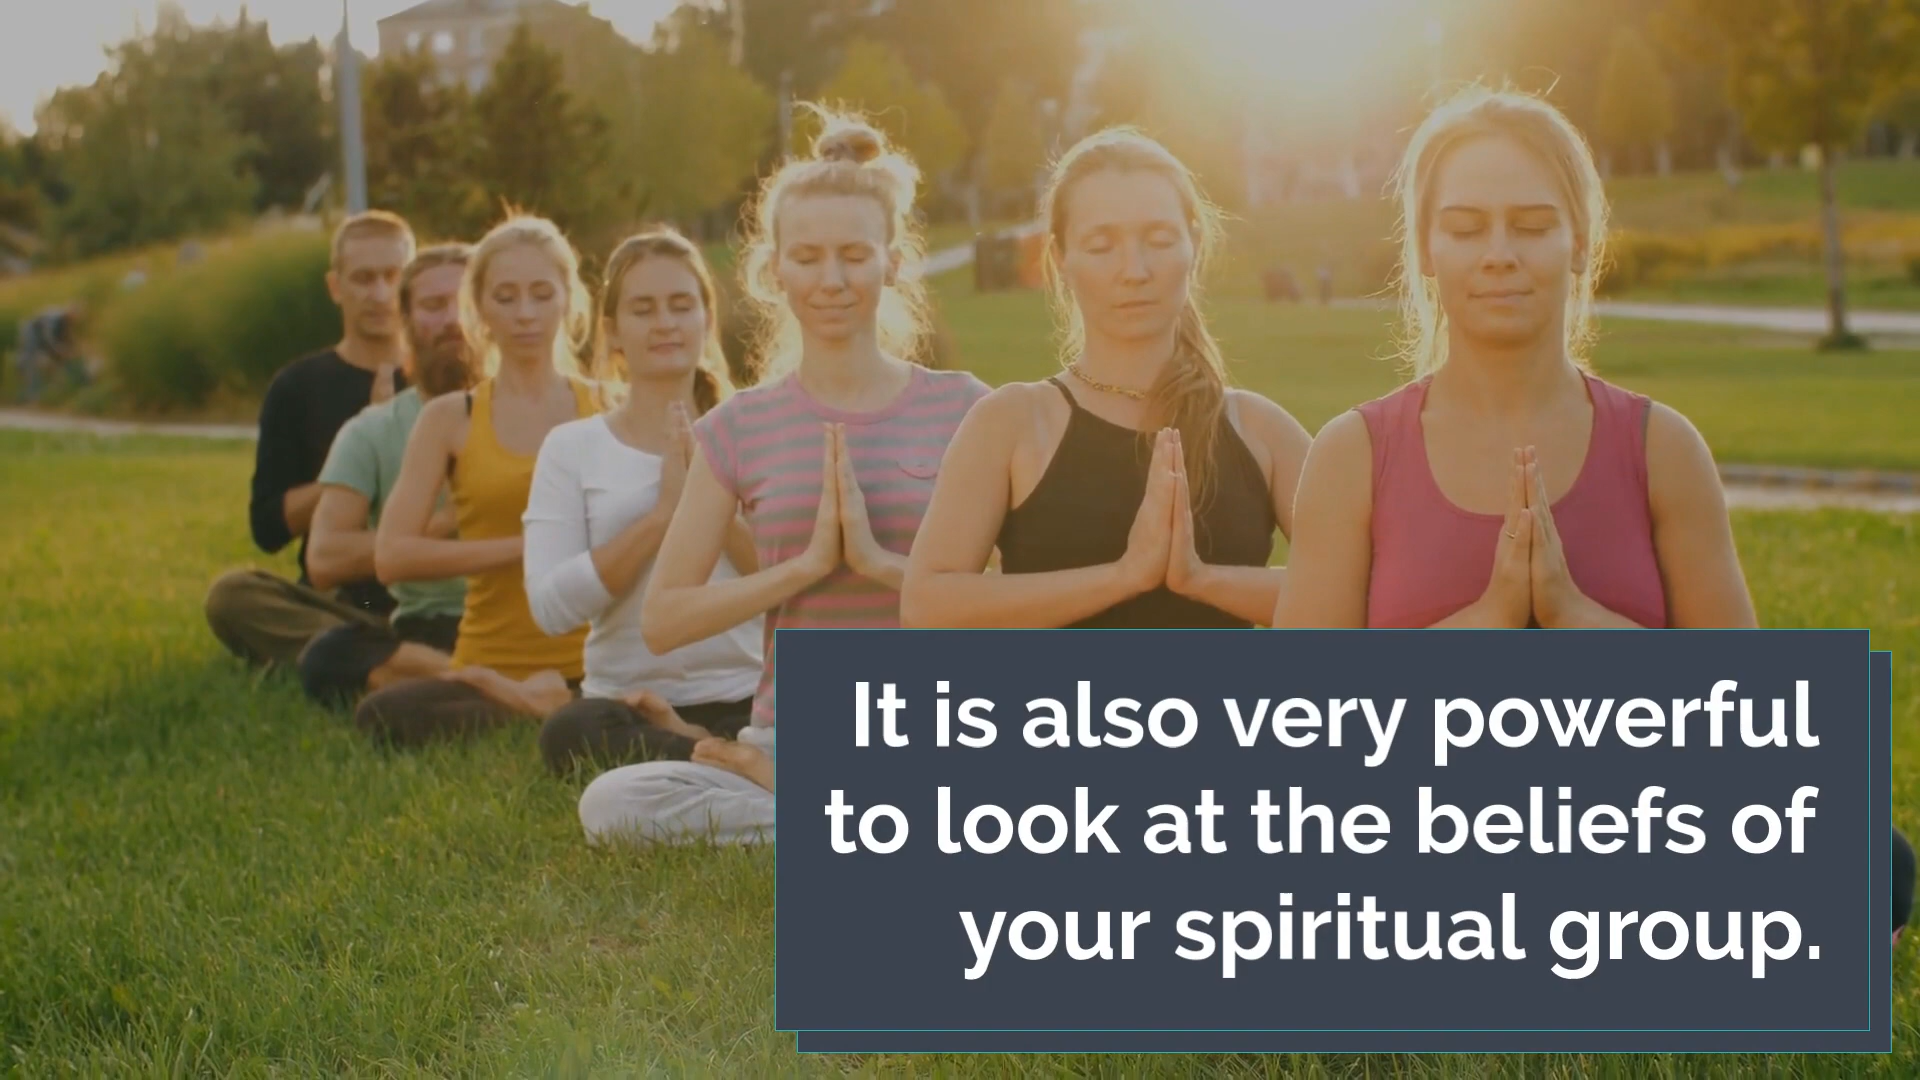 It is also very powerful
to look at the beliefs of
your spiritual group.